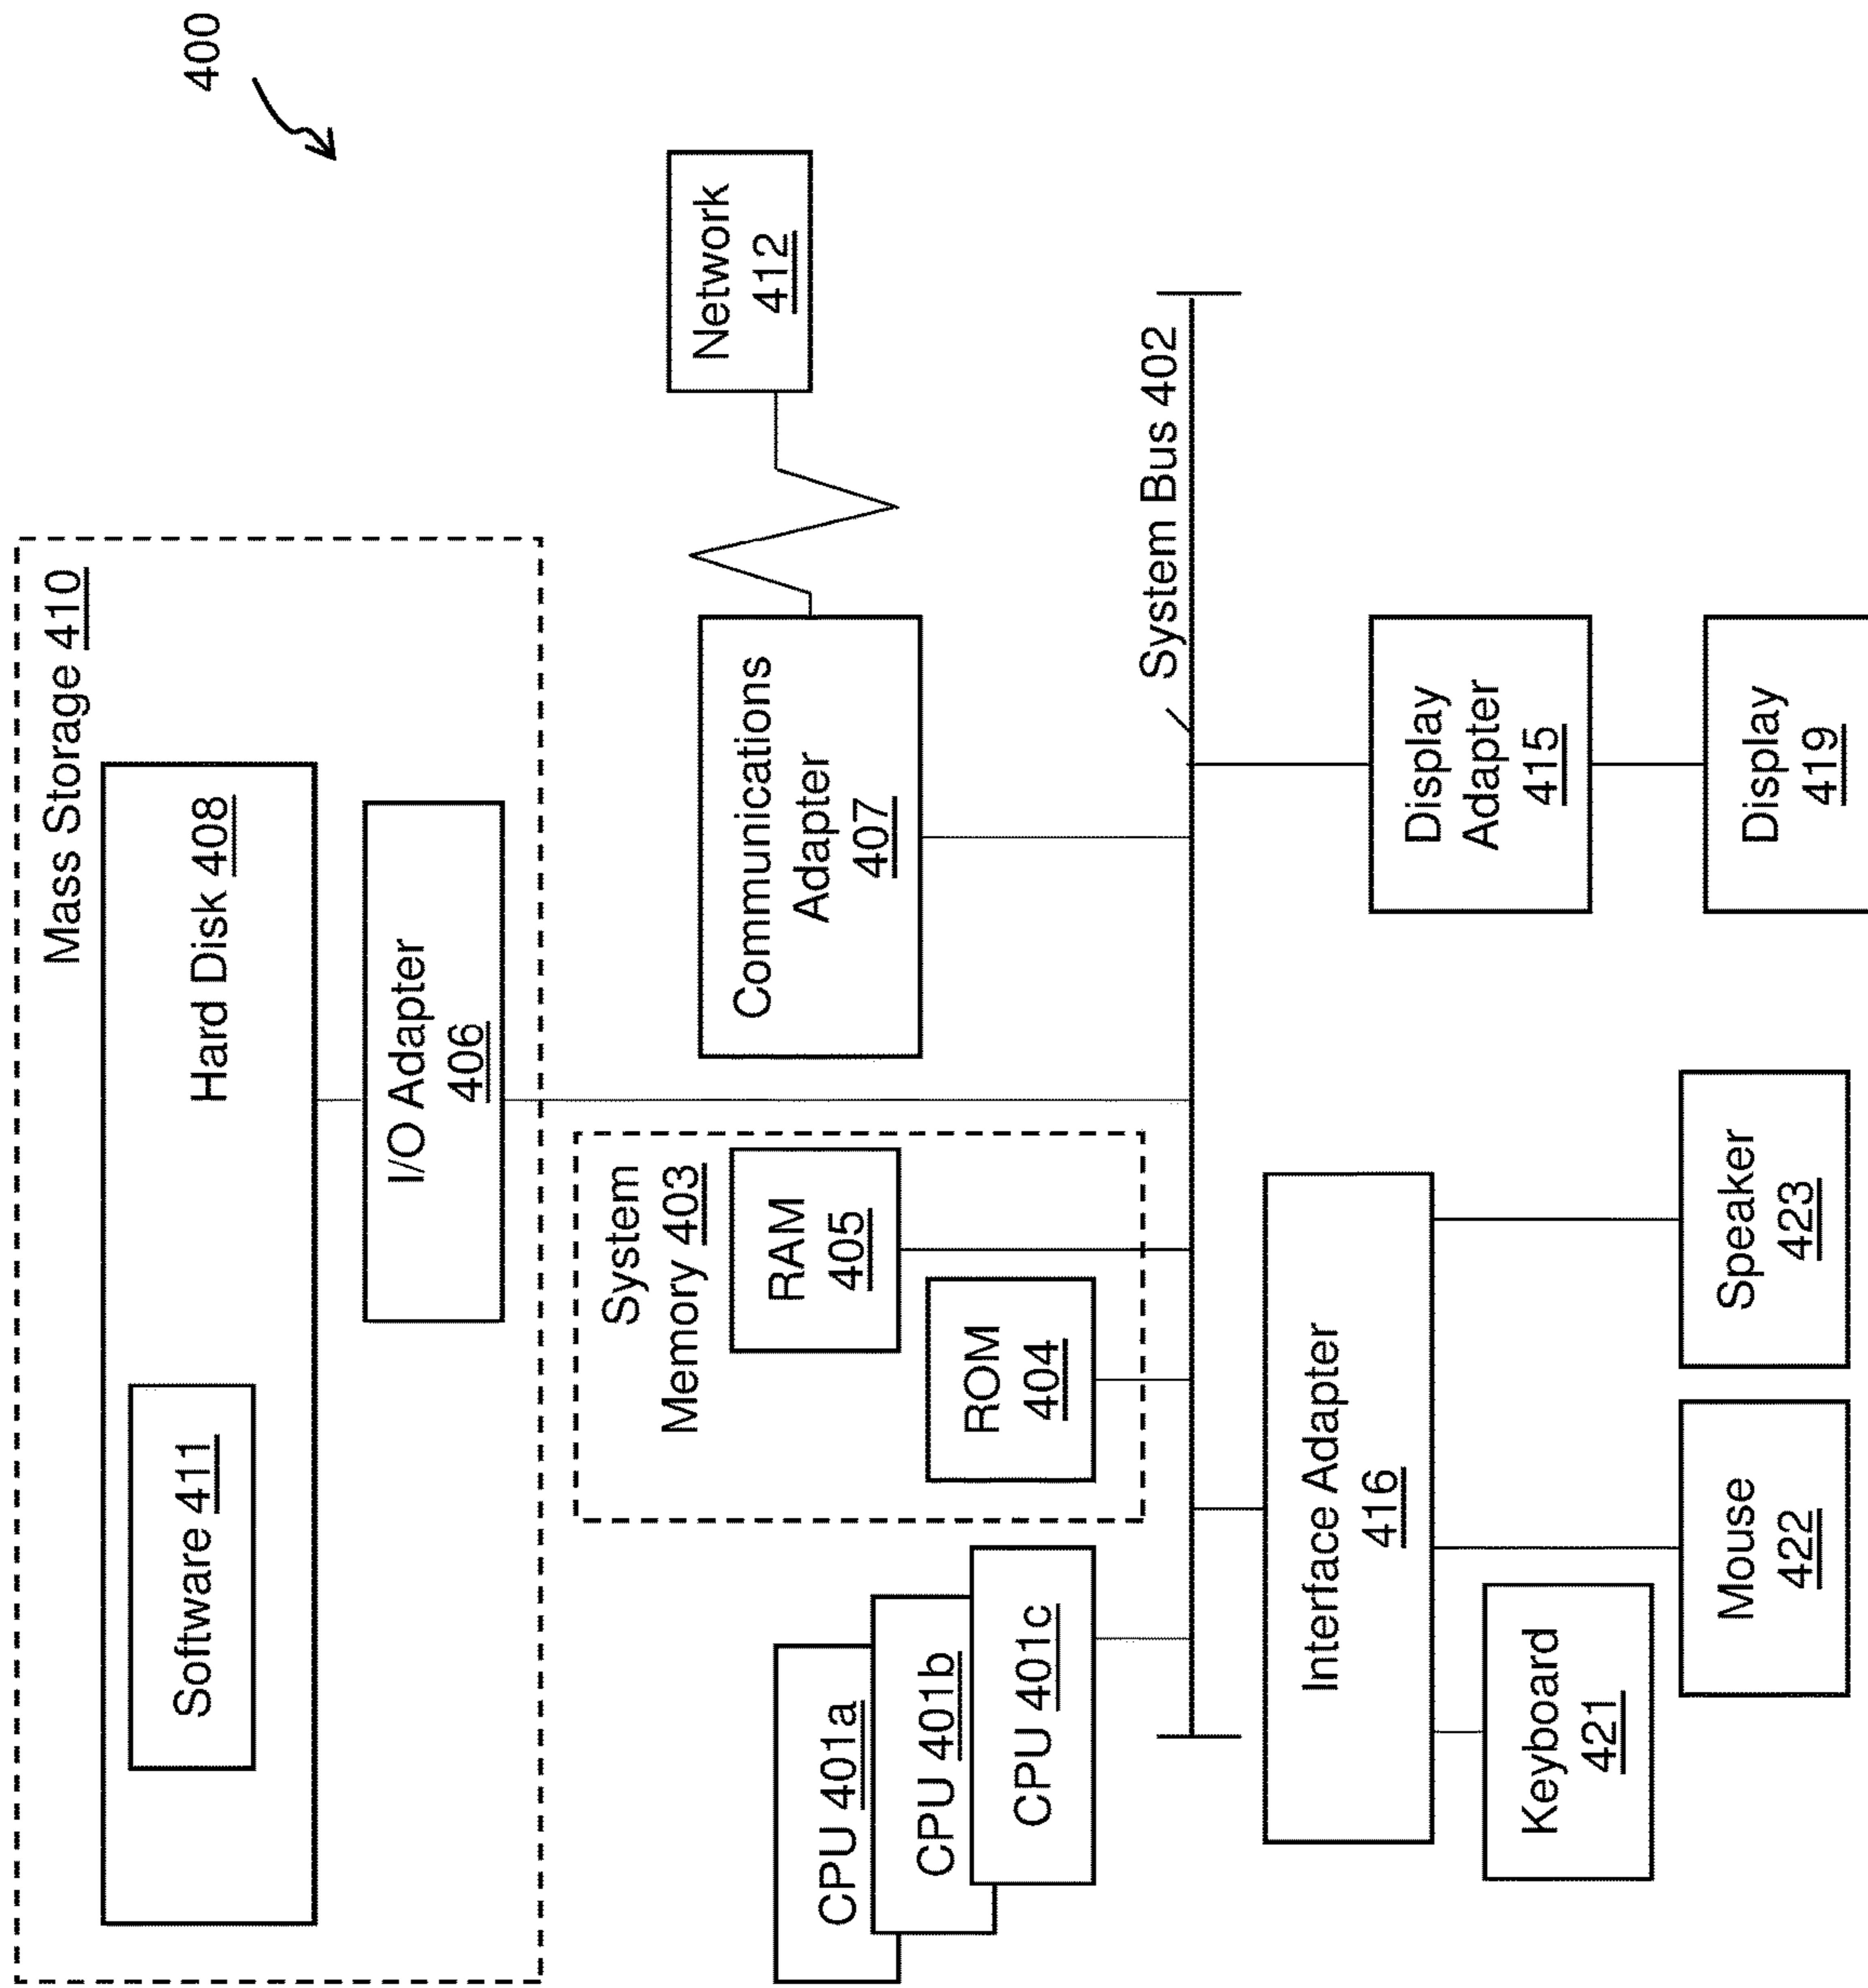 400
Mass Storage 410
Hard Disk 408
Software 411
I/O Adapter
406
Network
412
Communications
Adapter
407
System
Memory 403
RAM
405
ROM
404
CPU 401a
CPU 401b
CPU 401c
System Bus 402
Interface Adapter
416
Display
Adapter
415
Keyboard
421
Mouse
422
Speaker
423
Display
419